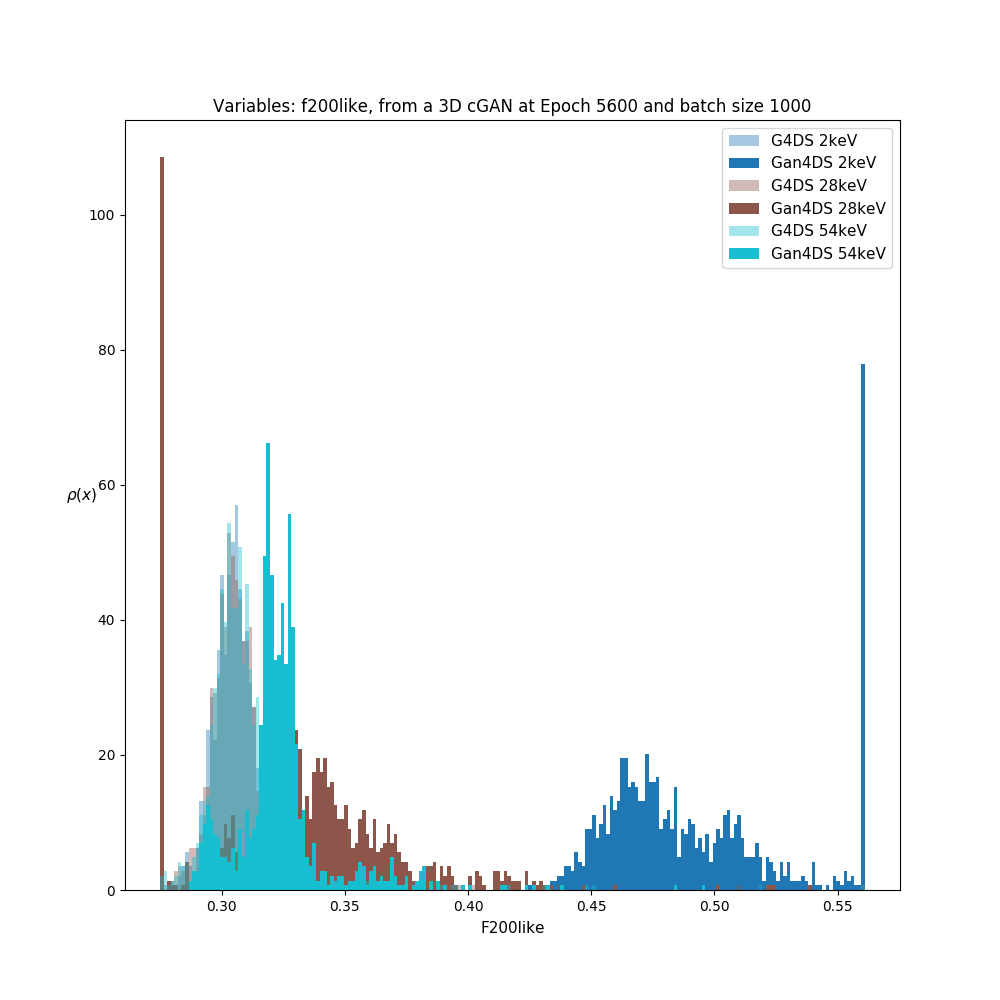 Variables: f200like, from a 3D cGAN at Epoch 5600 and batch size 1000
G4DS 2keV
Gan4DS 2keV
G4DS 28keV
Gan4DS 28keV
G4DS 54keV
Gan4DS 54keV
100
80
60
40
20
0
ρ(x)
0.30 0.35 0.40 0.45 0.50 0.55
F200like